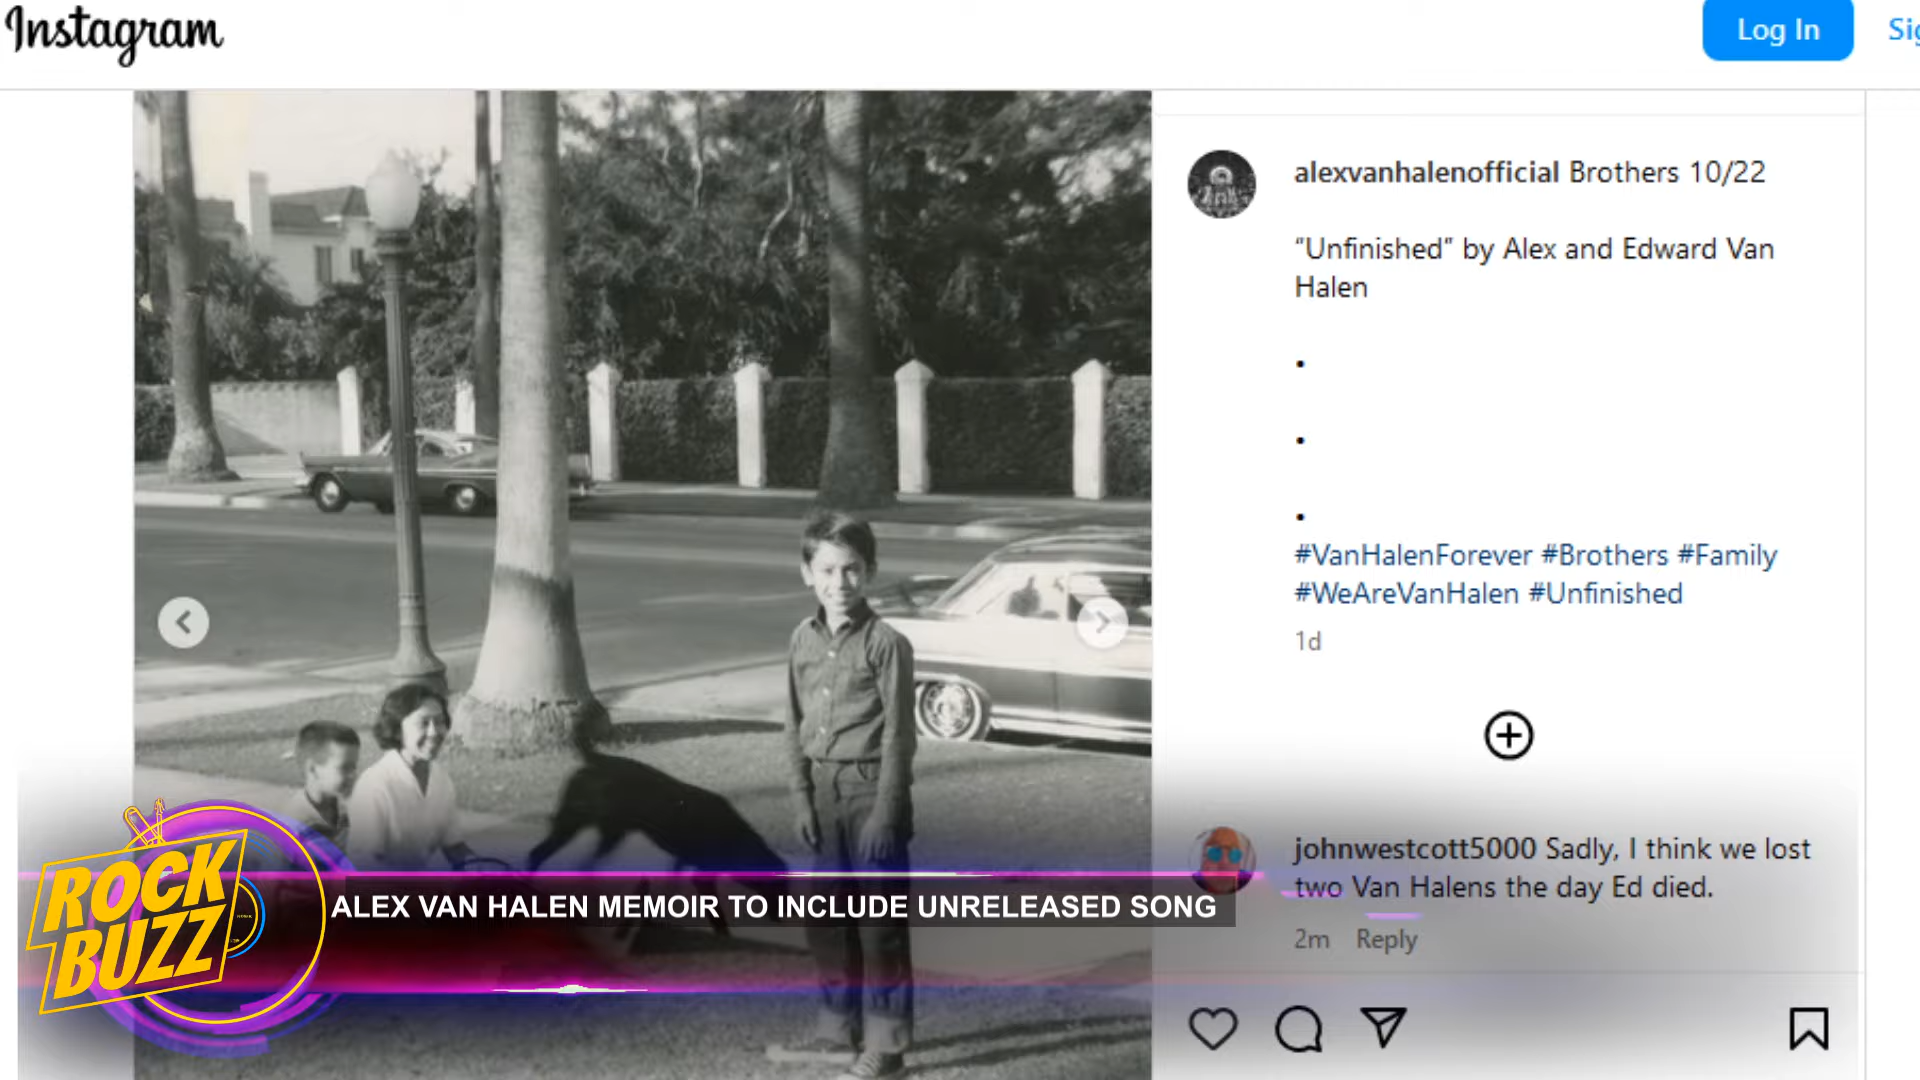 Instagram
Log In
alexvanhalenofficial Brothers 10/22
“Unfinished” by Alex and Edward Van
Halen
.
.
.
#VanHalenForever #Brothers #Family
#WeAreVanHalen #Unfinished
1d
johnwestcott5000 Sadly, I think we lost
two Van Halens the day Ed died.
2m Reply
ROCK
BUZZ
ALEX VAN HALEN MEMOIR TO INCLUDE UNRELEASED SONG